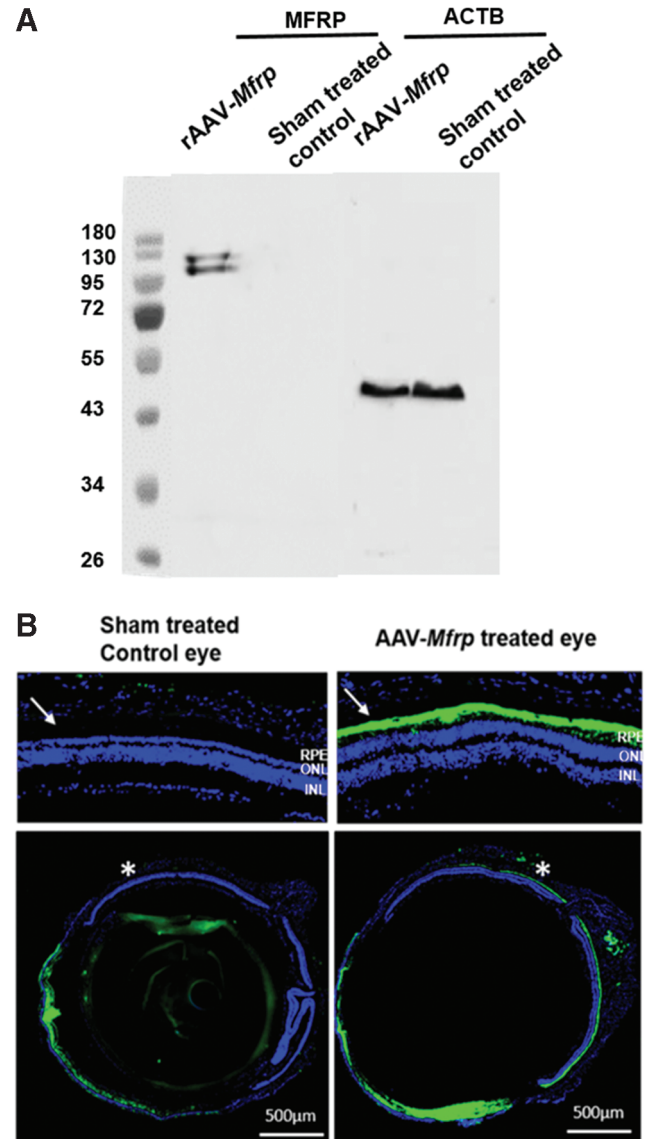 A
MFRP
ACTB
rAAV-Mfrp
Sham treated
control
rAAV-Mfrp
Sham treated
control
180
130
95
72
55
43
34
26
B
Sham treated
Control eye
AAV-Mfrp treated eye
RPE
ONL
INL
RPE
ONL
INL
*
*
500µm
500µm